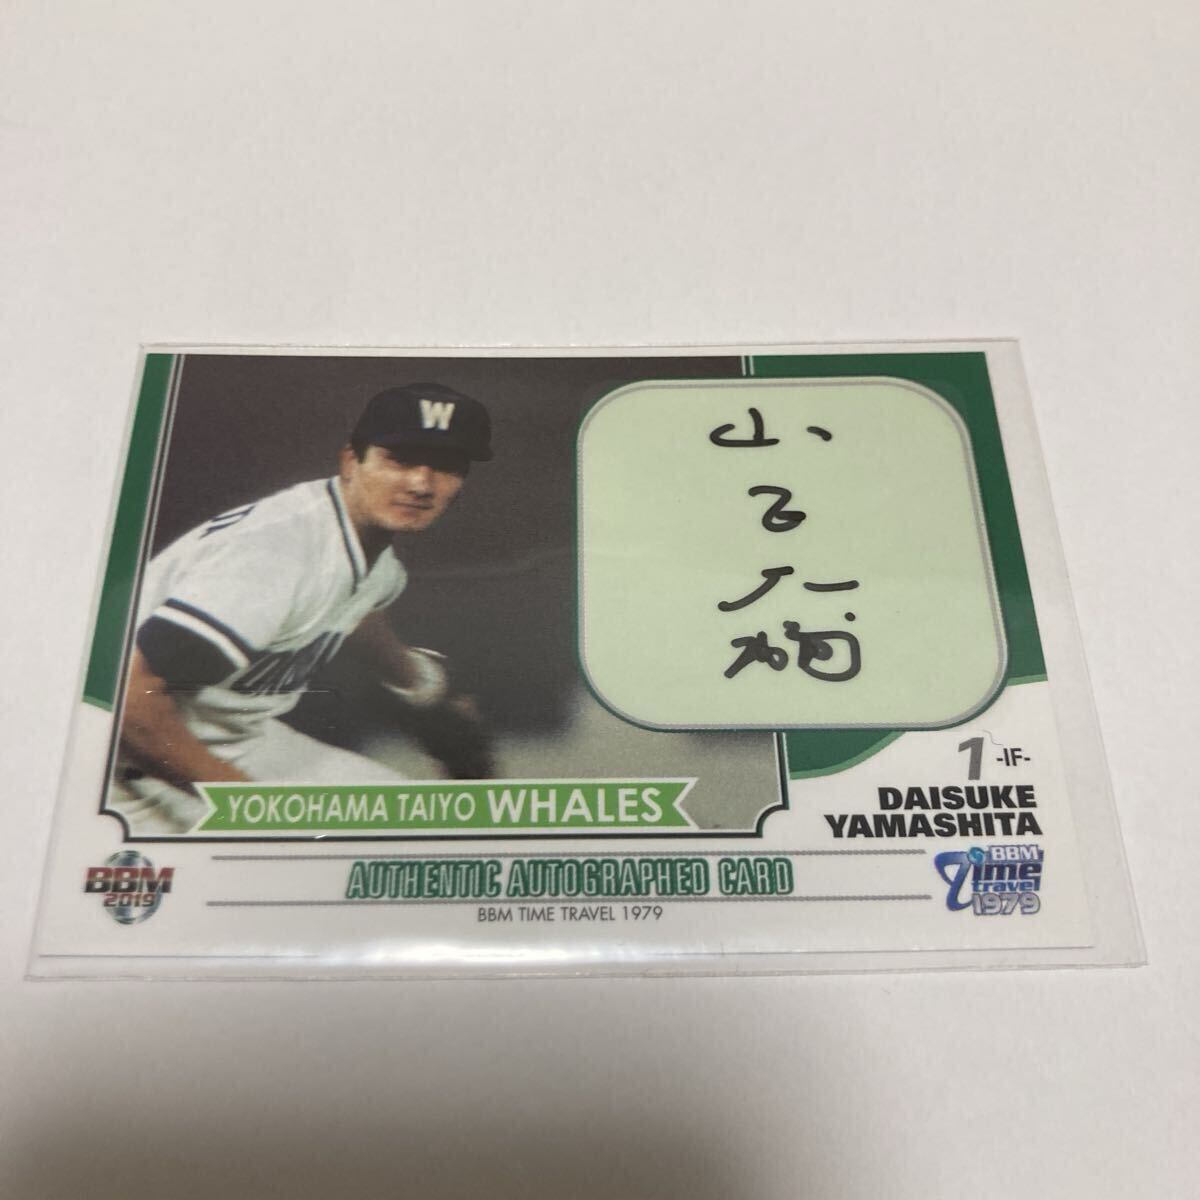 W
山
下
大
輔
YOKOHAMA TAIYO WHALES
1 -IF-
DAISUKE
YAMASHITA
BBM
2019
AUTHENTIC AUTOGRAPHED CARD
BBM TIME TRAVEL 1979
BBM
Time
travel
1979